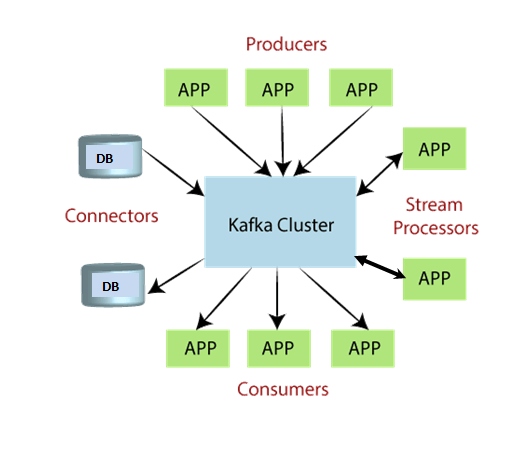 Producers
APP
APP
APP
DB
APP
Connectors
Kafka Cluster
Stream
Processors
DB
APP
APP
APP
APP
Consumers